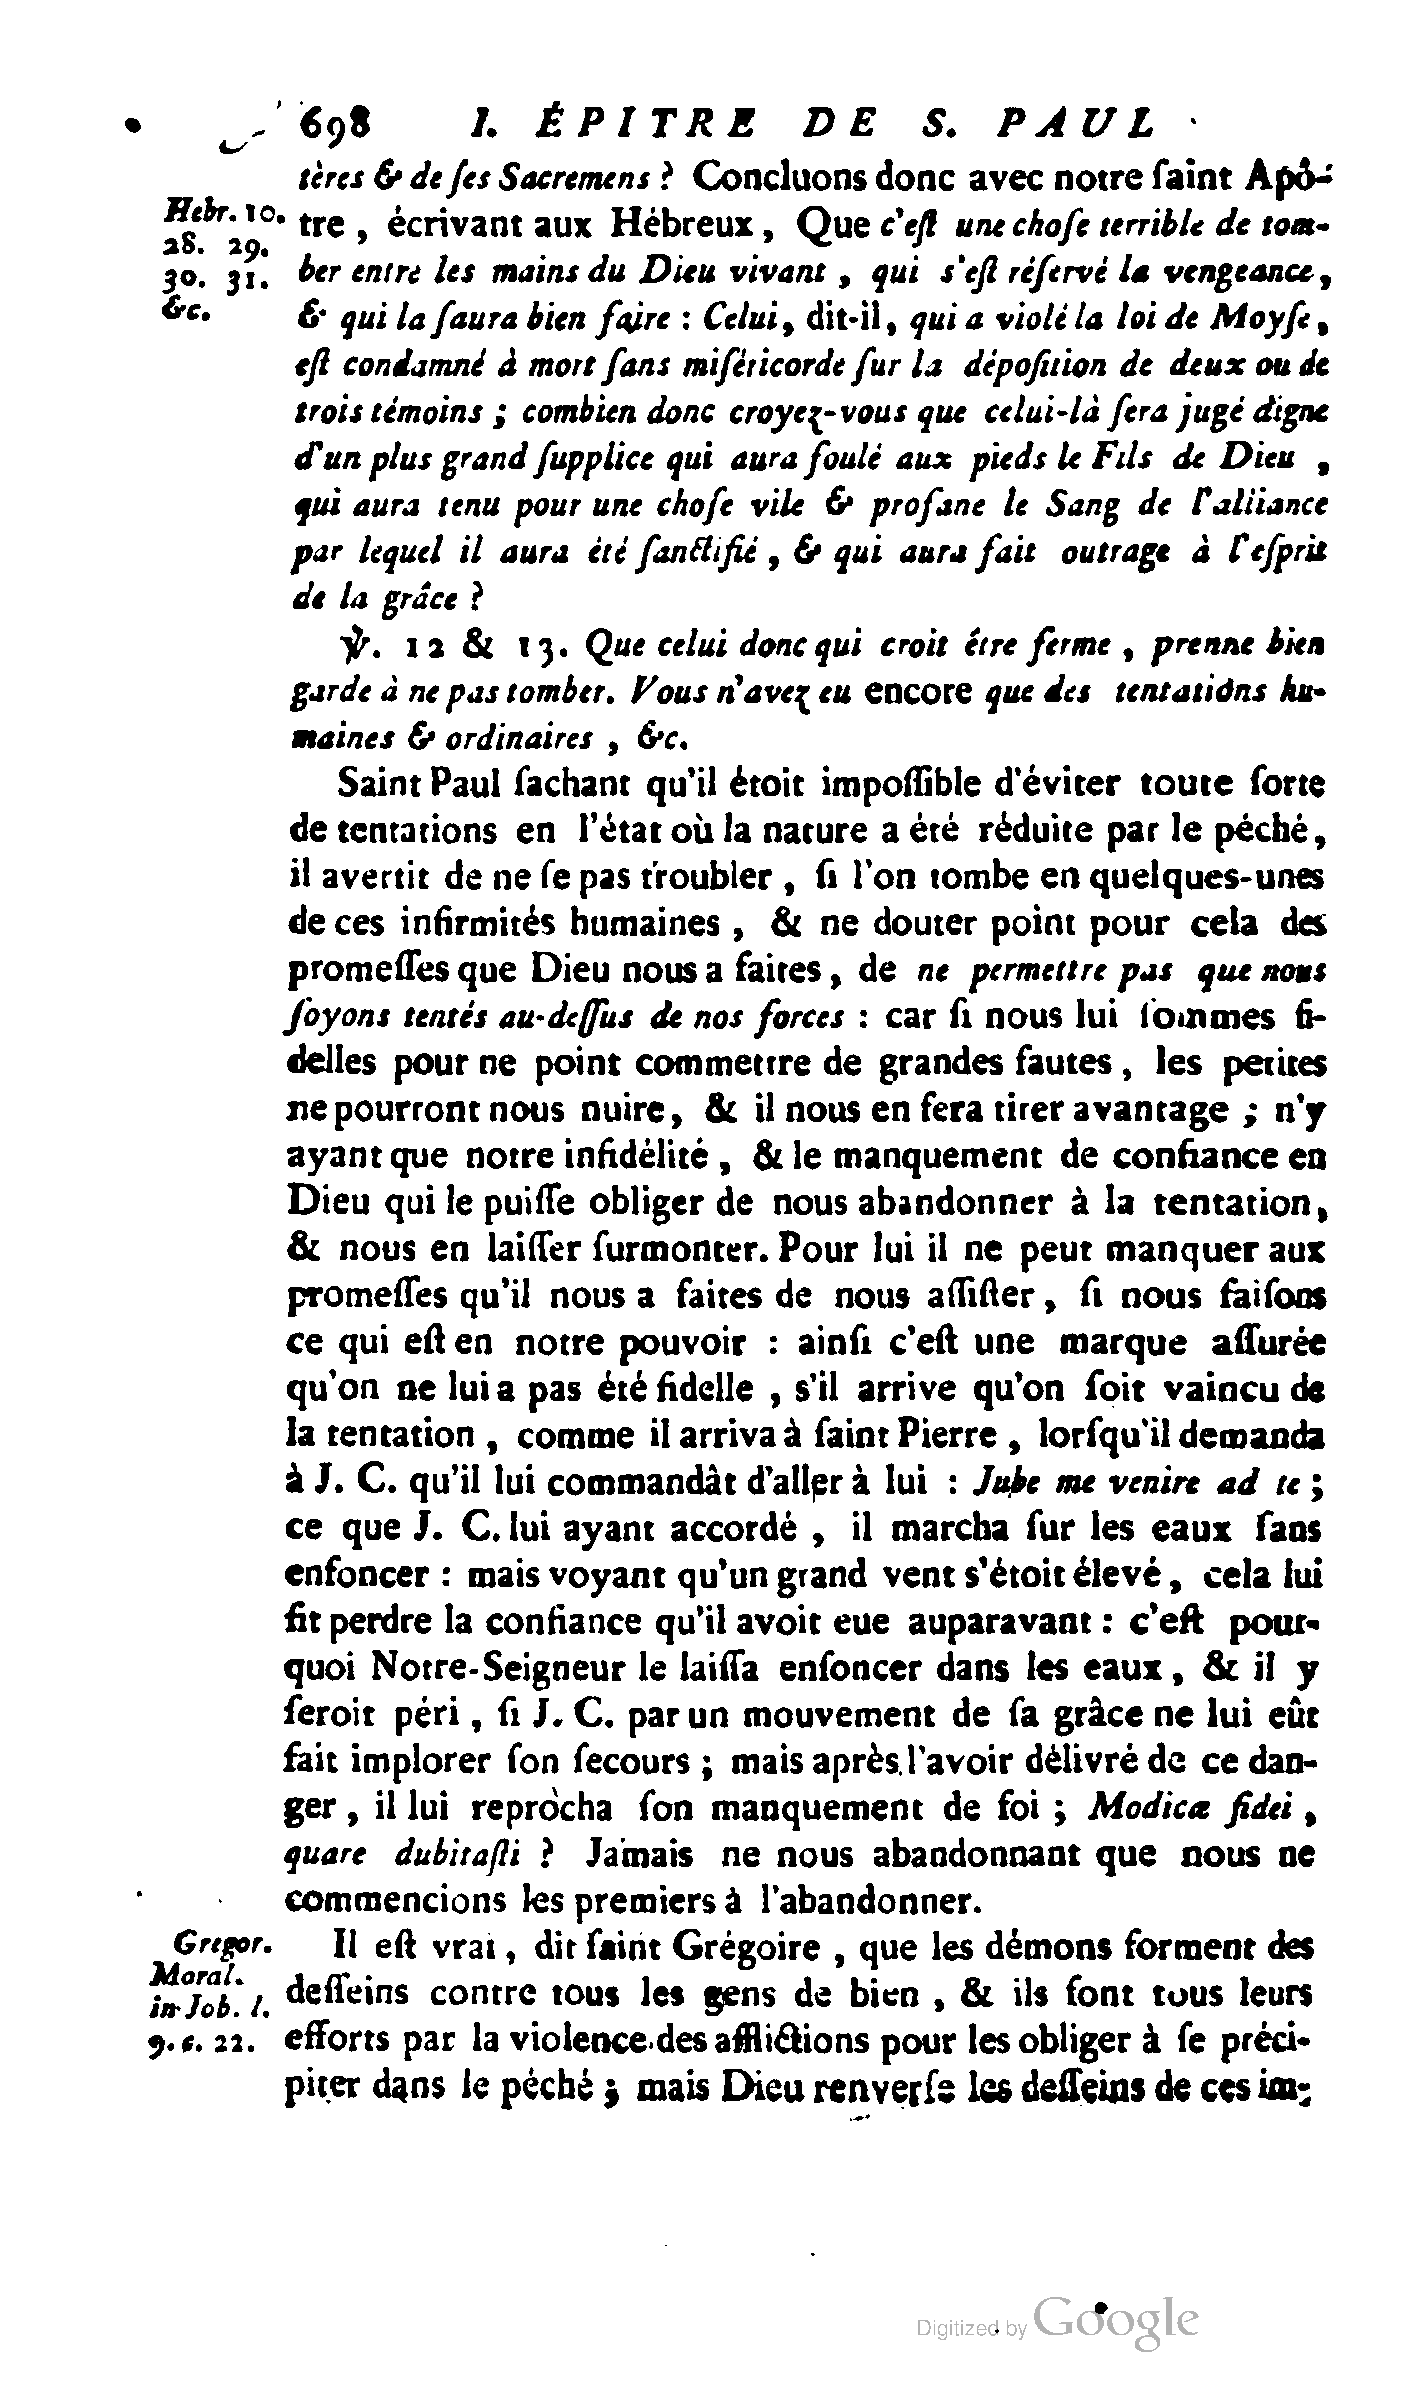 698 I. ÉPITRE DE S. PAUL
tères & de ſes Sacremens ? Concluons donc avec notre ſaint Apô-
Hebr. 10. tre , écrivant aux Hébreux , Que c'eſt une choſe terrible de tom-
28. 29.
30. 31. ber entre les mains du Dieu vivant , qui s'eſt réſervé la vengeance,
&c. & qui la ſaura bien faire : Celui, dit-il, qui a violé la loi de Moyſe,
eſt condamné à mort ſans miſéricorde ſur la dépoſition de deux ou de
trois témoins ; combien donc croyez-vous que celui-là ſera jugé digne
d'un plus grand ſupplice qui aura foulé aux pieds le Fils de Dieu ,
qui aura tenu pour une choſe vile & profane le Sang de l'alliance
par lequel il aura été ſanctifié , & qui aura fait outrage à l'eſprit
de la grâce ?
℣. 12 & 13. Que celui donc qui croit être ferme , prenne bien
garde à ne pas tomber. Vous n'avez eu encore que des tentations hu-
maines & ordinaires , &c.
Saint Paul ſachant qu'il étoit impoſſible d'éviter toute ſorte
de tentations en l'état où la nature a été réduite par le péché,
il avertit de ne ſe pas troubler , ſi l'on tombe en quelques-unes
de ces infirmités humaines , & ne douter point pour cela des
promeſſes que Dieu nous a faites, de ne permettre pas que nous
ſoyons tentés au-deſſus de nos forces : car ſi nous lui ſommes fi-
delles pour ne point commettre de grandes fautes , les petites
ne pourront nous nuire, & il nous en fera tirer avantage ; n'y
ayant que notre infidélité , & le manquement de confiance en
Dieu qui le puiſſe obliger de nous abandonner à la tentation,
& nous en laiſſer ſurmonter. Pour lui il ne peut manquer aux
promeſſes qu'il nous a faites de nous aſſiſter, ſi nous faiſons
ce qui eſt en notre pouvoir : ainſi c'eſt une marque aſſurée
qu'on ne lui a pas été fidelle , s'il arrive qu'on ſoit vaincu de
la tentation , comme il arriva à ſaint Pierre , lorſqu'il demanda
à J. C. qu'il lui commandât d'aller à lui : Jube me venire ad te ;
ce que J. C. lui ayant accordé , il marcha ſur les eaux ſans
enfoncer : mais voyant qu'un grand vent s'étoit élevé, cela lui
fit perdre la confiance qu'il avoit eue auparavant : c'eſt pour-
quoi Notre-Seigneur le laiſſa enfoncer dans les eaux, & il y
ſeroit péri , ſi J. C. par un mouvement de ſa grâce ne lui eût
fait implorer ſon ſecours ; mais après l'avoir délivré de ce dan-
ger , il lui reprocha ſon manquement de foi ; Modicæ fidei ,
quare dubitaſti ? Jamais ne nous abandonnant que nous ne
commencions les premiers à l'abandonner.
Gregor. Il eſt vrai , dit ſaint Grégoire , que les démons forment des
Moral.
in Job. l. deſſeins contre tous les gens de bien , & ils font tous leurs
9. c. 22. efforts par la violence des afflictions pour les obliger à ſe préci-
piter dans le péché ; mais Dieu renverſe les deſſeins de ces im-
Digitized by Google